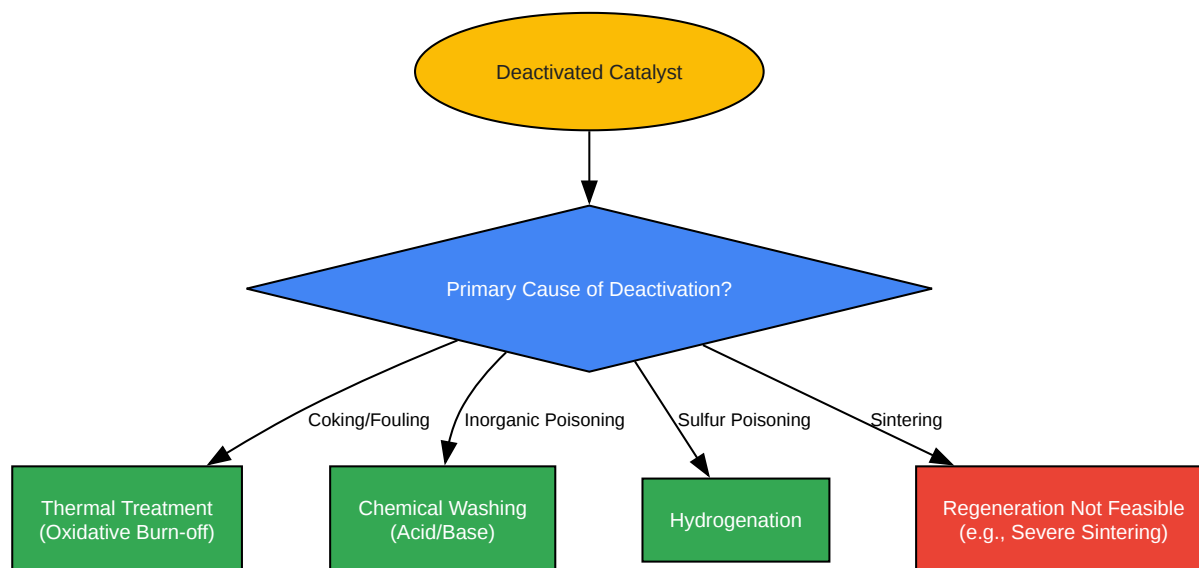 Deactivated Catalyst
Primary Cause of Deactivation?
Coking/Fouling
Inorganic Poisoning
Sulfur Poisoning
Sintering
Thermal Treatment
(Oxidative Burn-off)
Chemical Washing
(Acid/Base)
Hydrogenation
Regeneration Not Feasible
(e.g., Severe Sintering)